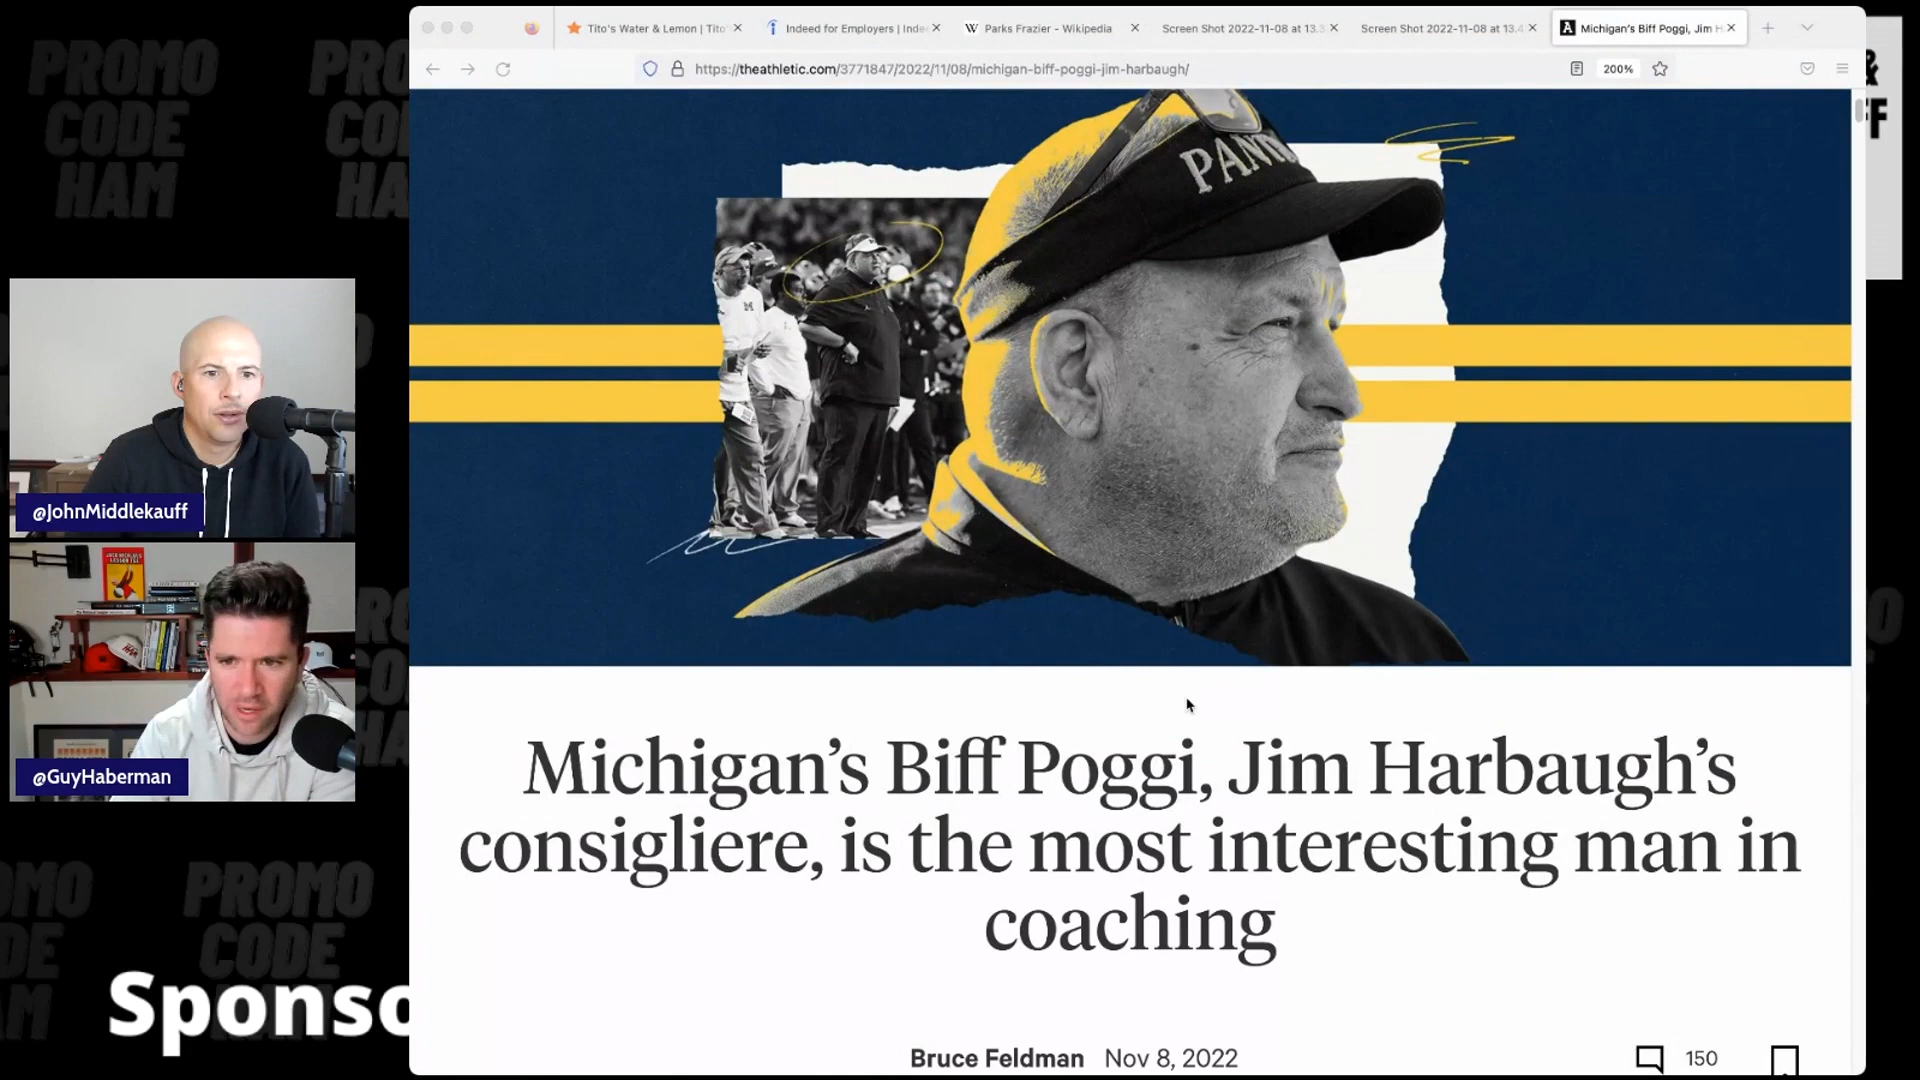 Tito's Water & Lemon | Tito
Indeed for Employers | Inde
Parks Frazier - Wikipedia
Screen Shot 2022-11-08 at 13.3
Screen Shot 2022-11-08 at 13.4
Michigan's Biff Poggi, Jim H
https://theathletic.com/3771847/2022/11/08/michigan-biff-poggi-jim-harbaugh/
200%
PROMO
CODE
HAM
@JohnMiddlekauff
@GuyHaberman
Michigan's Biff Poggi, Jim Harbaugh's
consigliere, is the most interesting man in
coaching
Bruce Feldman Nov 8, 2022
150
PROMO
CODE
Sponso